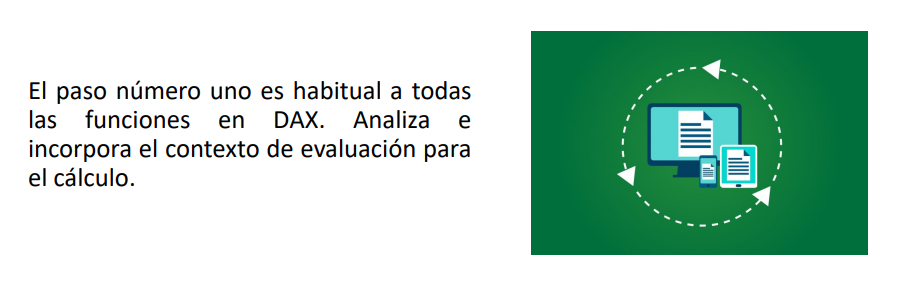 El paso número uno es habitual a todas
las funciones en DAX. Analiza e
incorpora el contexto de evaluación para
el cálculo.